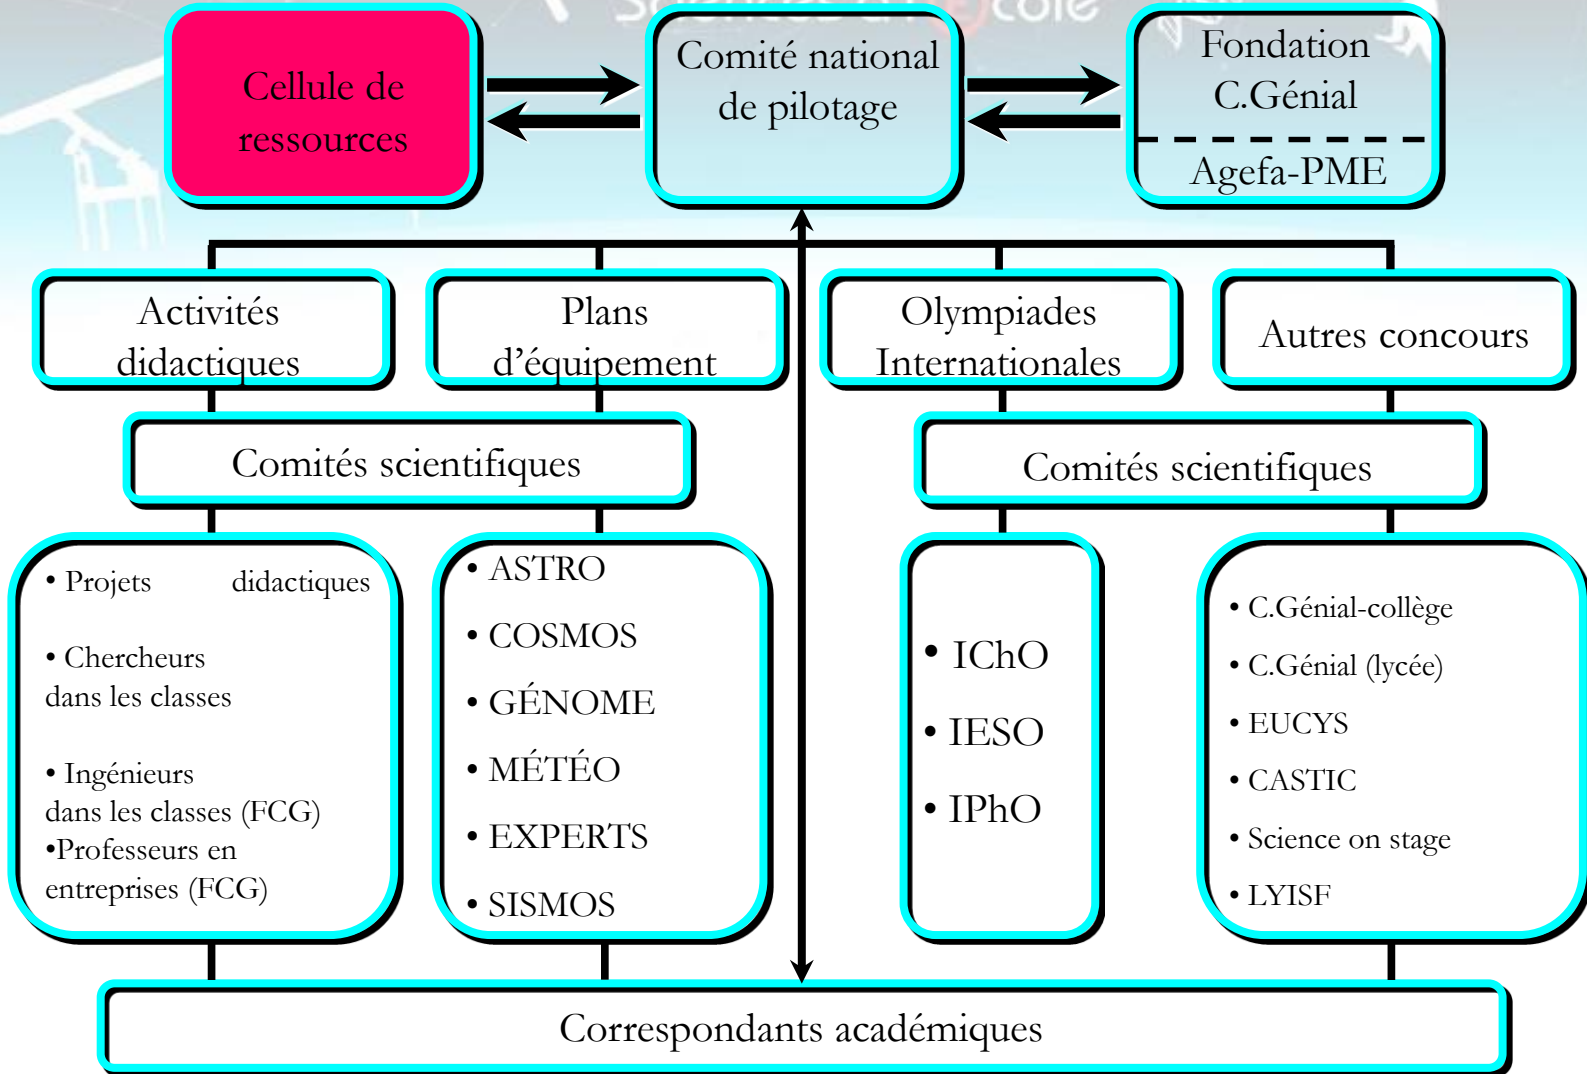 Sciences à l'École
Cellule de
ressources
Comité national
de pilotage
Fondation
C.Génial
Agefa-PME
Activités
didactiques
Plans
d’équipement
Olympiades
Internationales
Autres concours
Comités scientifiques
Comités scientifiques
• Projets didactiques
• Chercheurs
dans les classes
• Ingénieurs
dans les classes (FCG)
•Professeurs en
entreprises (FCG)
• ASTRO
• COSMOS
• GÉNOME
• MÉTÉO
• EXPERTS
• SISMOS
• IChO
• IESO
• IPhO
• C.Génial-collège
• C.Génial (lycée)
• EUCYS
• CASTIC
• Science on stage
• LYISF
Correspondants académiques